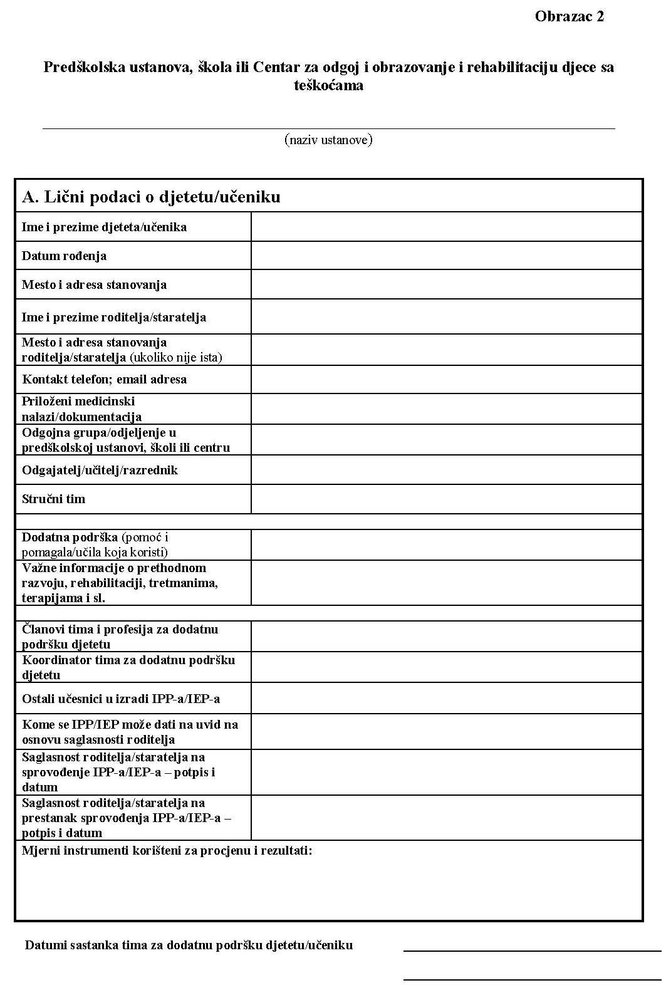 Obrazac 2
Predškolska ustanova, škola ili Centar za odgoj i obrazovanje i rehabilitaciju djece sa
teškoćama
(naziv ustanove)
A. Lični podaci o djetetu/učeniku
Ime i prezime djeteta/učenika
Datum rođenja
Mesto i adresa stanovanja
Ime i prezime roditelja/staratelja
Mesto i adresa stanovanja
roditelja/staratelja (ukoliko nije ista)
Kontakt telefon; email adresa
Priloženi medicinski
nalazi/dokumentacija
Odgojna grupa/odjeljenje u
predškolskoj ustanovi, školi ili centru
Odgajatelj/učitelj/razrednik
Stručni tim
Dodatna podrška (pomoć i
pomagala/učila koja koristi)
Važne informacije o prethodnom
razvoju, rehabilitaciji, tretmanima,
terapijama i sl.
Članovi tima i profesija za dodatnu
podršku djetetu
Koordinator tima za dodatnu podršku
djetetu
Ostali učesnici u izradi IPP-a/IEP-a
Kome se IPP/IEP može dati na uvid na
osnovu saglasnosti roditelja
Saglasnost roditelja/staratelja na
sprovođenje IPP-a/IEP-a – potpis i
datum
Saglasnost roditelja/staratelja na
prestanak sprovođenja IPP-a/IEP-a –
potpis i datum
Mjerni instrumenti korišteni za procjenu i rezultati:
Datumi sastanka tima za dodatnu podršku djetetu/učeniku